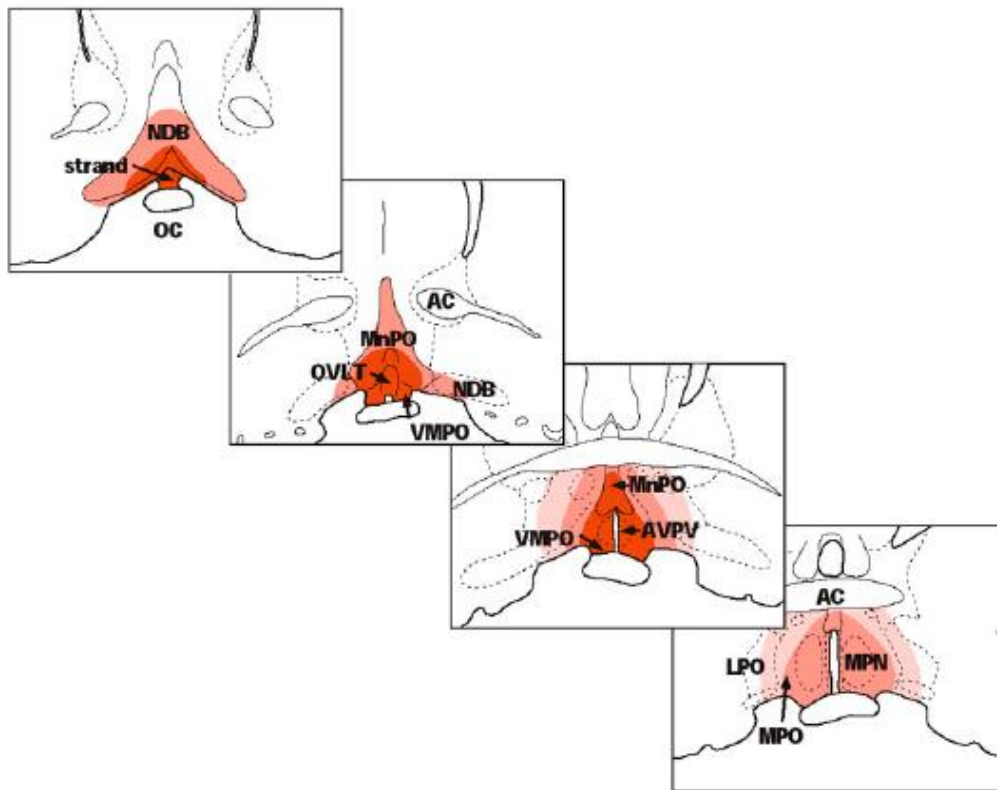 NDB
strand
OC
AC
MnPO
OVLT
NDB
VMPO
MnPO
VMPO
AVPV
AC
LPO
MPN
MPO